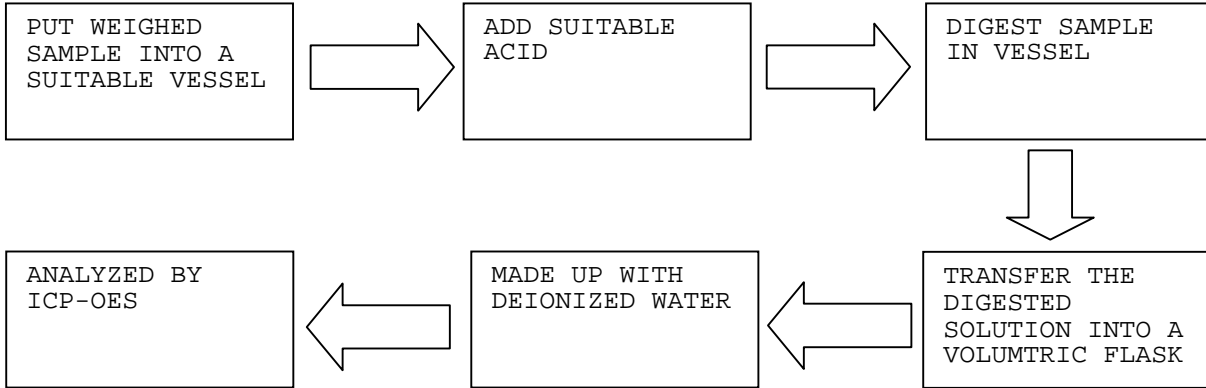 PUT WEIGHED
SAMPLE INTO A
SUITABLE VESSEL
ADD SUITABLE
ACID
DIGEST SAMPLE
IN VESSEL
TRANSFER THE
DIGESTED
SOLUTION INTO A
VOLUMTRIC FLASK
MADE UP WITH
DEIONIZED WATER
ANALYZED BY
ICP-OES